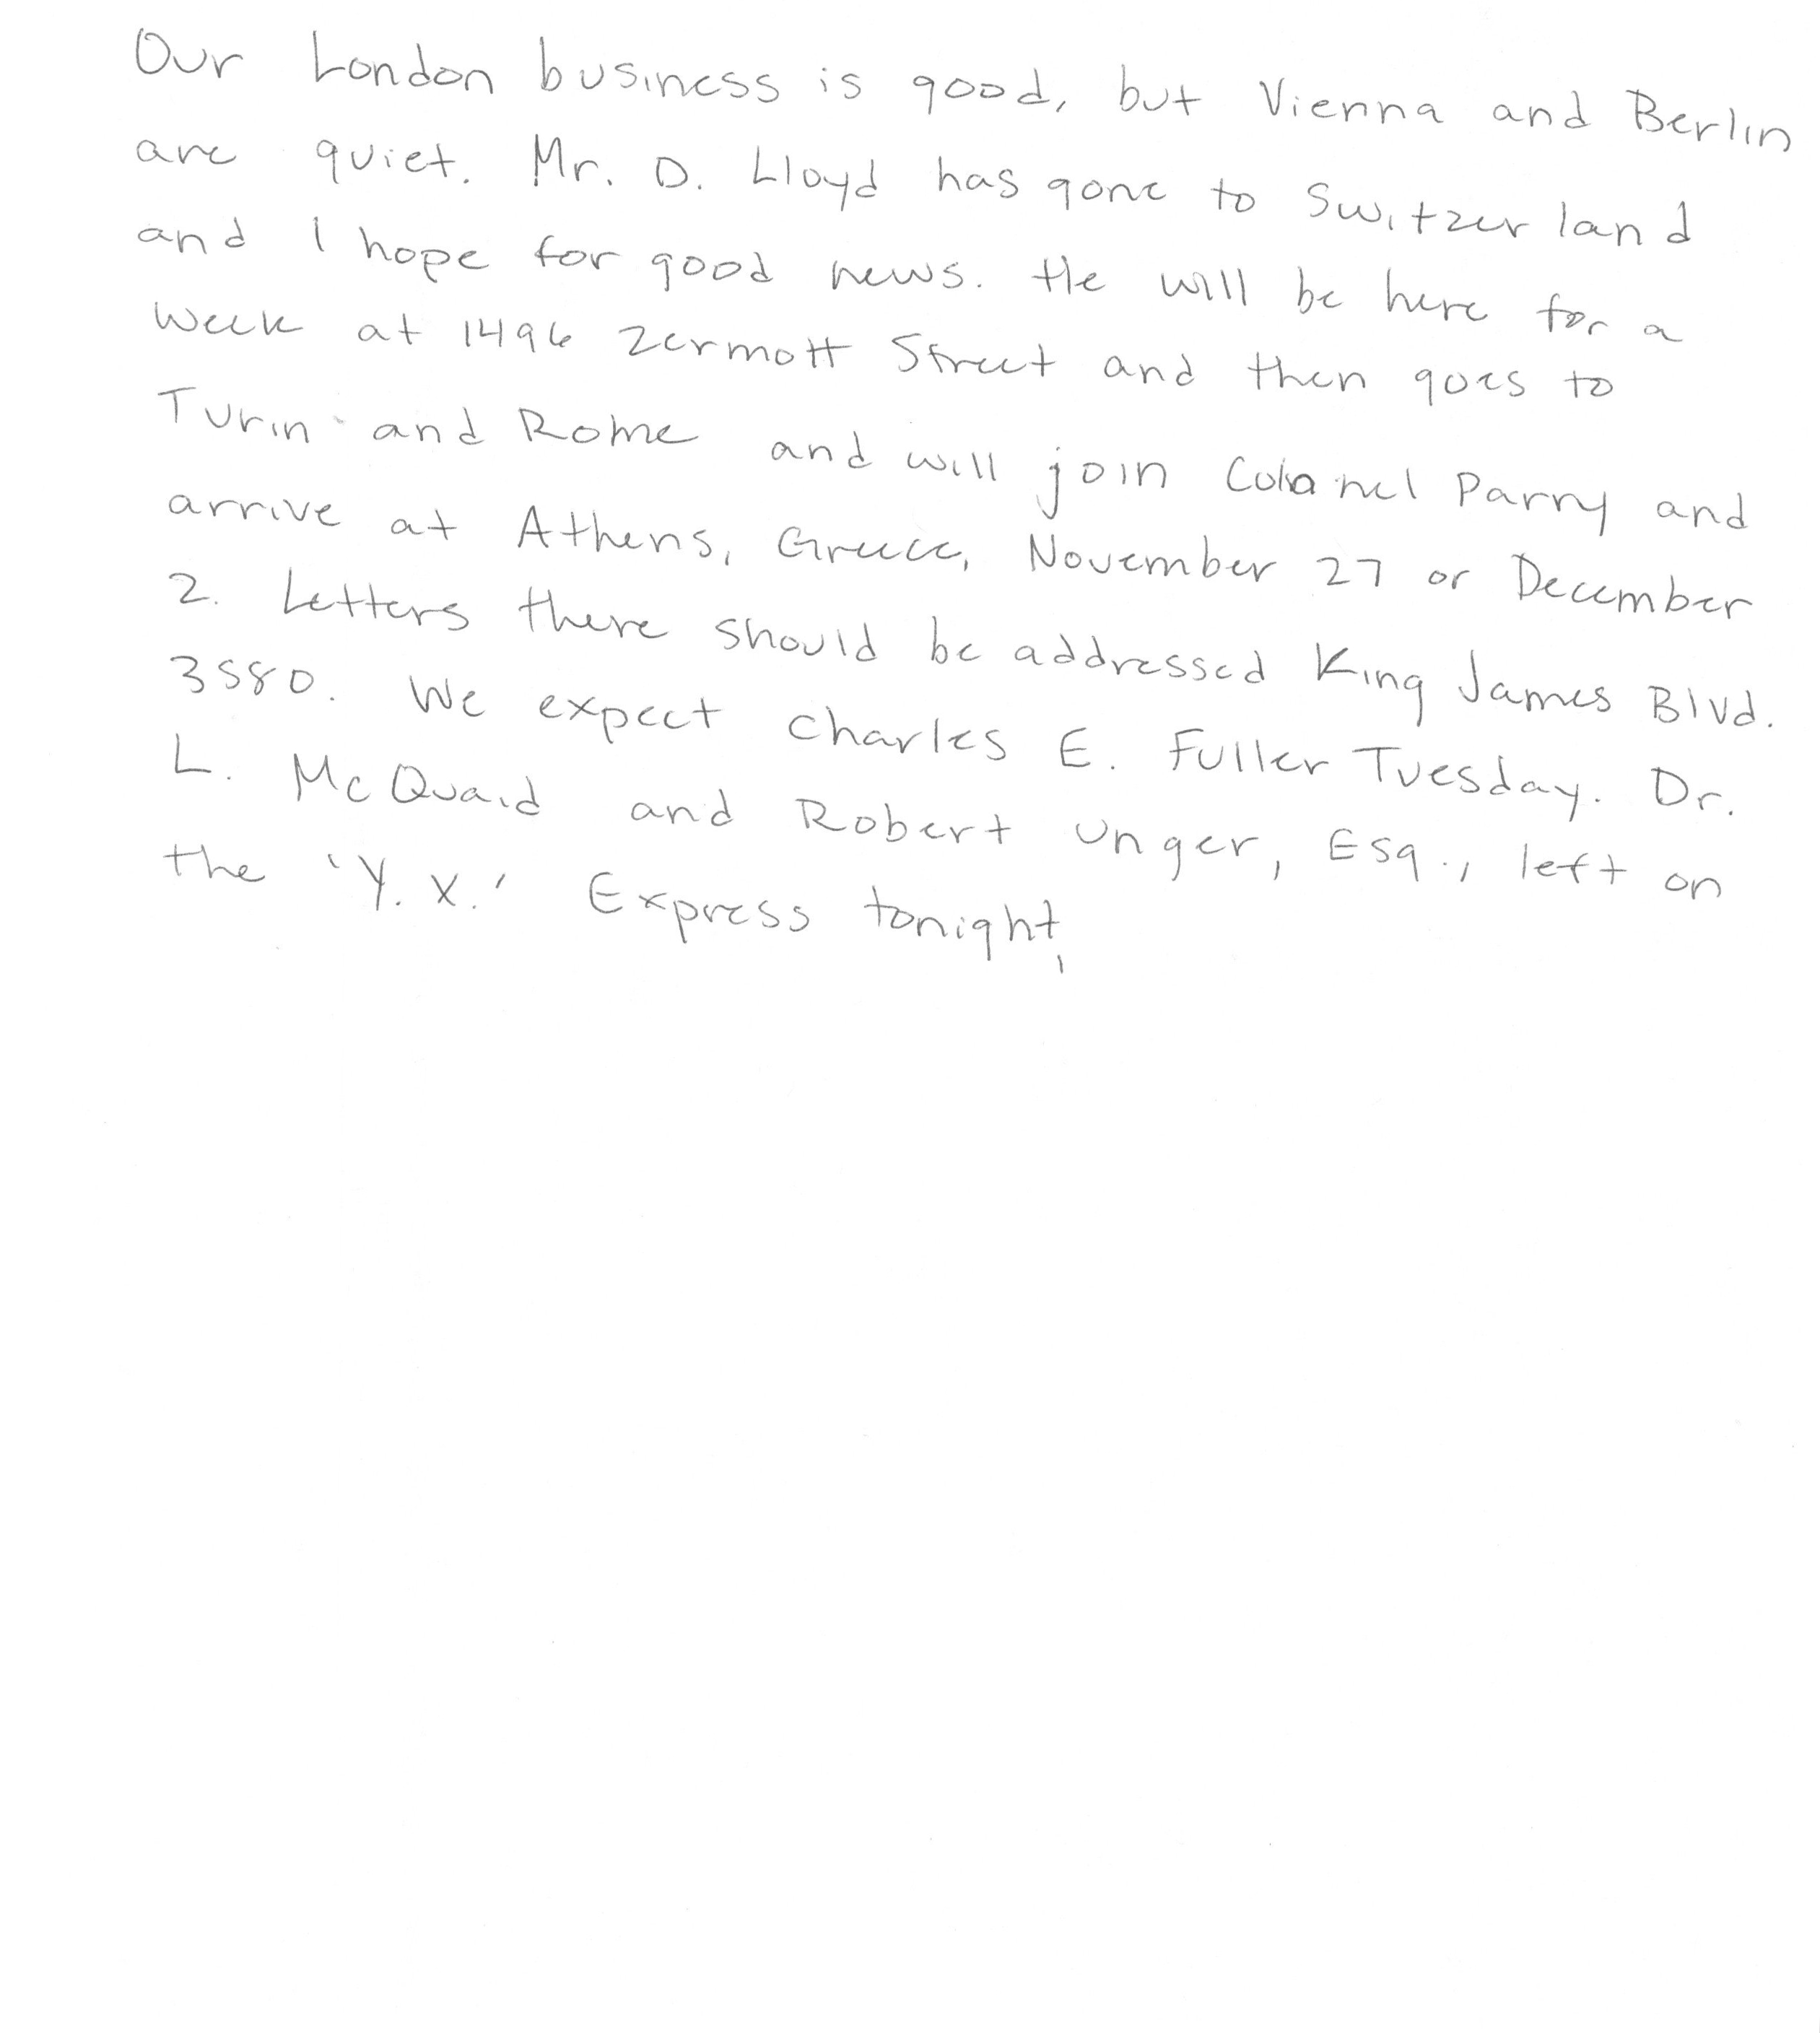 Our London business is good, but Vienna and Berlin
are quiet. Mr. D. Lloyd has gone to Switzerland
and I hope for good news. He will be here for a
week at 1496 Zermott Street and then goes to
Turin and Rome and will join Colonel Parry and
arrive at Athens, Greece, November 27 or December
2. Letters there should be addressed King James Blvd.
3580. We expect Charles E. Fuller Tuesday. Dr.
L. McQuaid and Robert Unger, Esq., left on
the 'Y.X.' Express tonight,